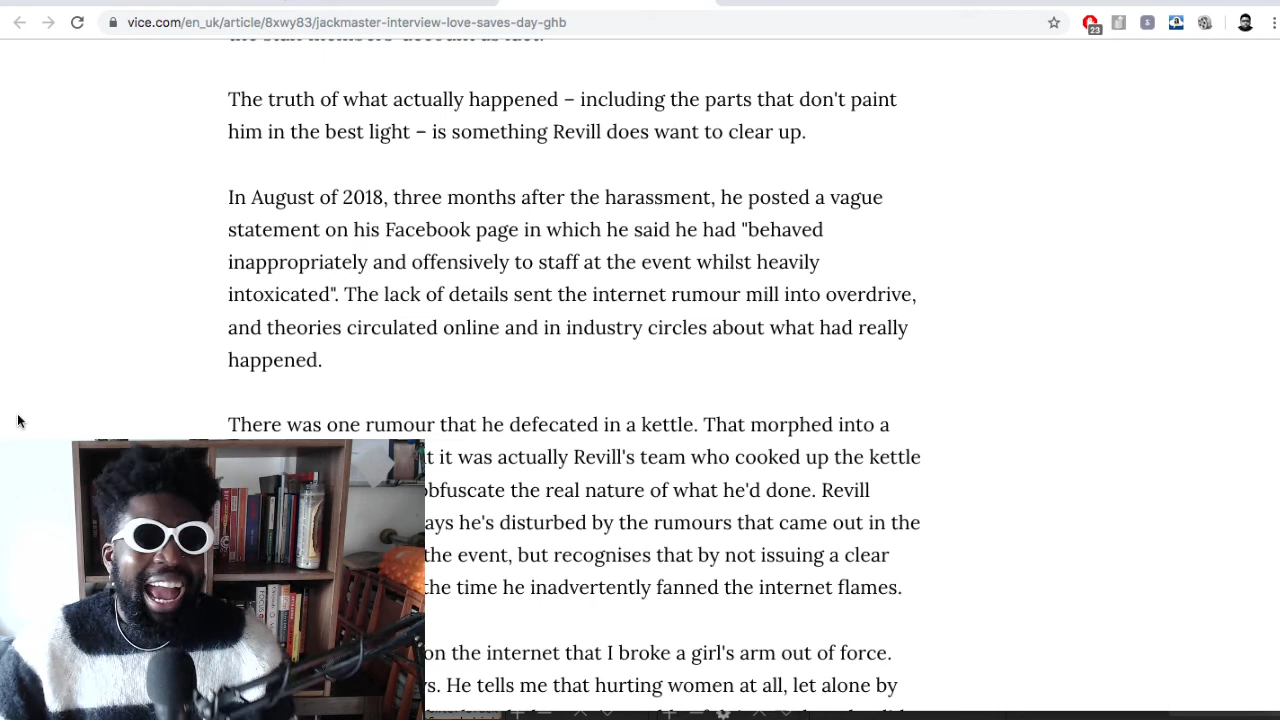 vice.com/en_uk/article/8xwy83/jackmaster-interview-love-saves-day-ghb
23
The truth of what actually happened – including the parts that don't paint
him in the best light – is something Revill does want to clear up.
In August of 2018, three months after the harassment, he posted a vague
statement on his Facebook page in which he said he had "behaved
inappropriately and offensively to staff at the event whilst heavily
intoxicated". The lack of details sent the internet rumour mill into overdrive,
and theories circulated online and in industry circles about what had really
happened.
There was one rumour that he defecated in a kettle. That morphed into a
it was actually Revill's team who cooked up the kettle
obfuscate the real nature of what he'd done. Revill
says he's disturbed by the rumours that came out in the
the event, but recognises that by not issuing a clear
the time he inadvertently fanned the internet flames.
on the internet that I broke a girl's arm out of force.
He tells me that hurting women at all, let alone by